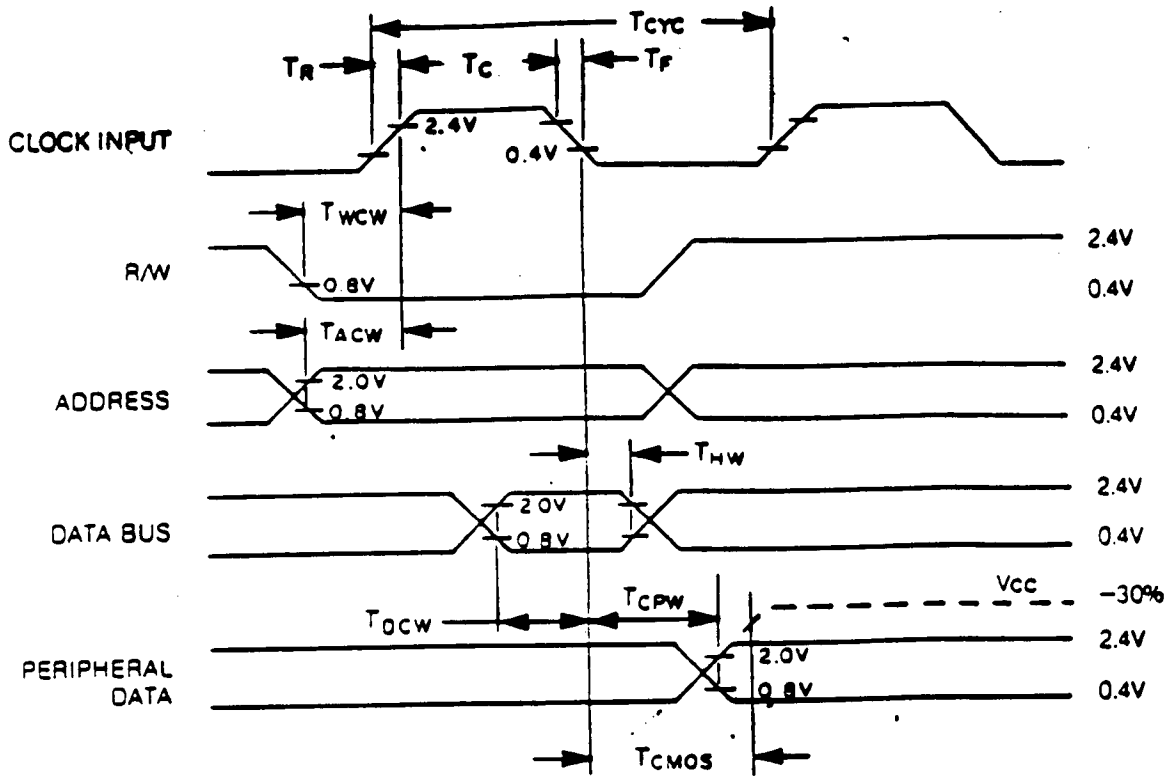 TCYC
TR TC TF
CLOCK INPUT
2.4V
0.4V
TWCW
R/W
0.8V
2.4V
0.4V
TACW
ADDRESS
2.0V
0.8V
2.4V
0.4V
THW
DATA BUS
2.0V
0.8V
2.4V
0.4V
TDCW
TCPW
VCC -30%
PERIPHERAL
DATA
2.0V
0.8V
2.4V
0.4V
TCMOS